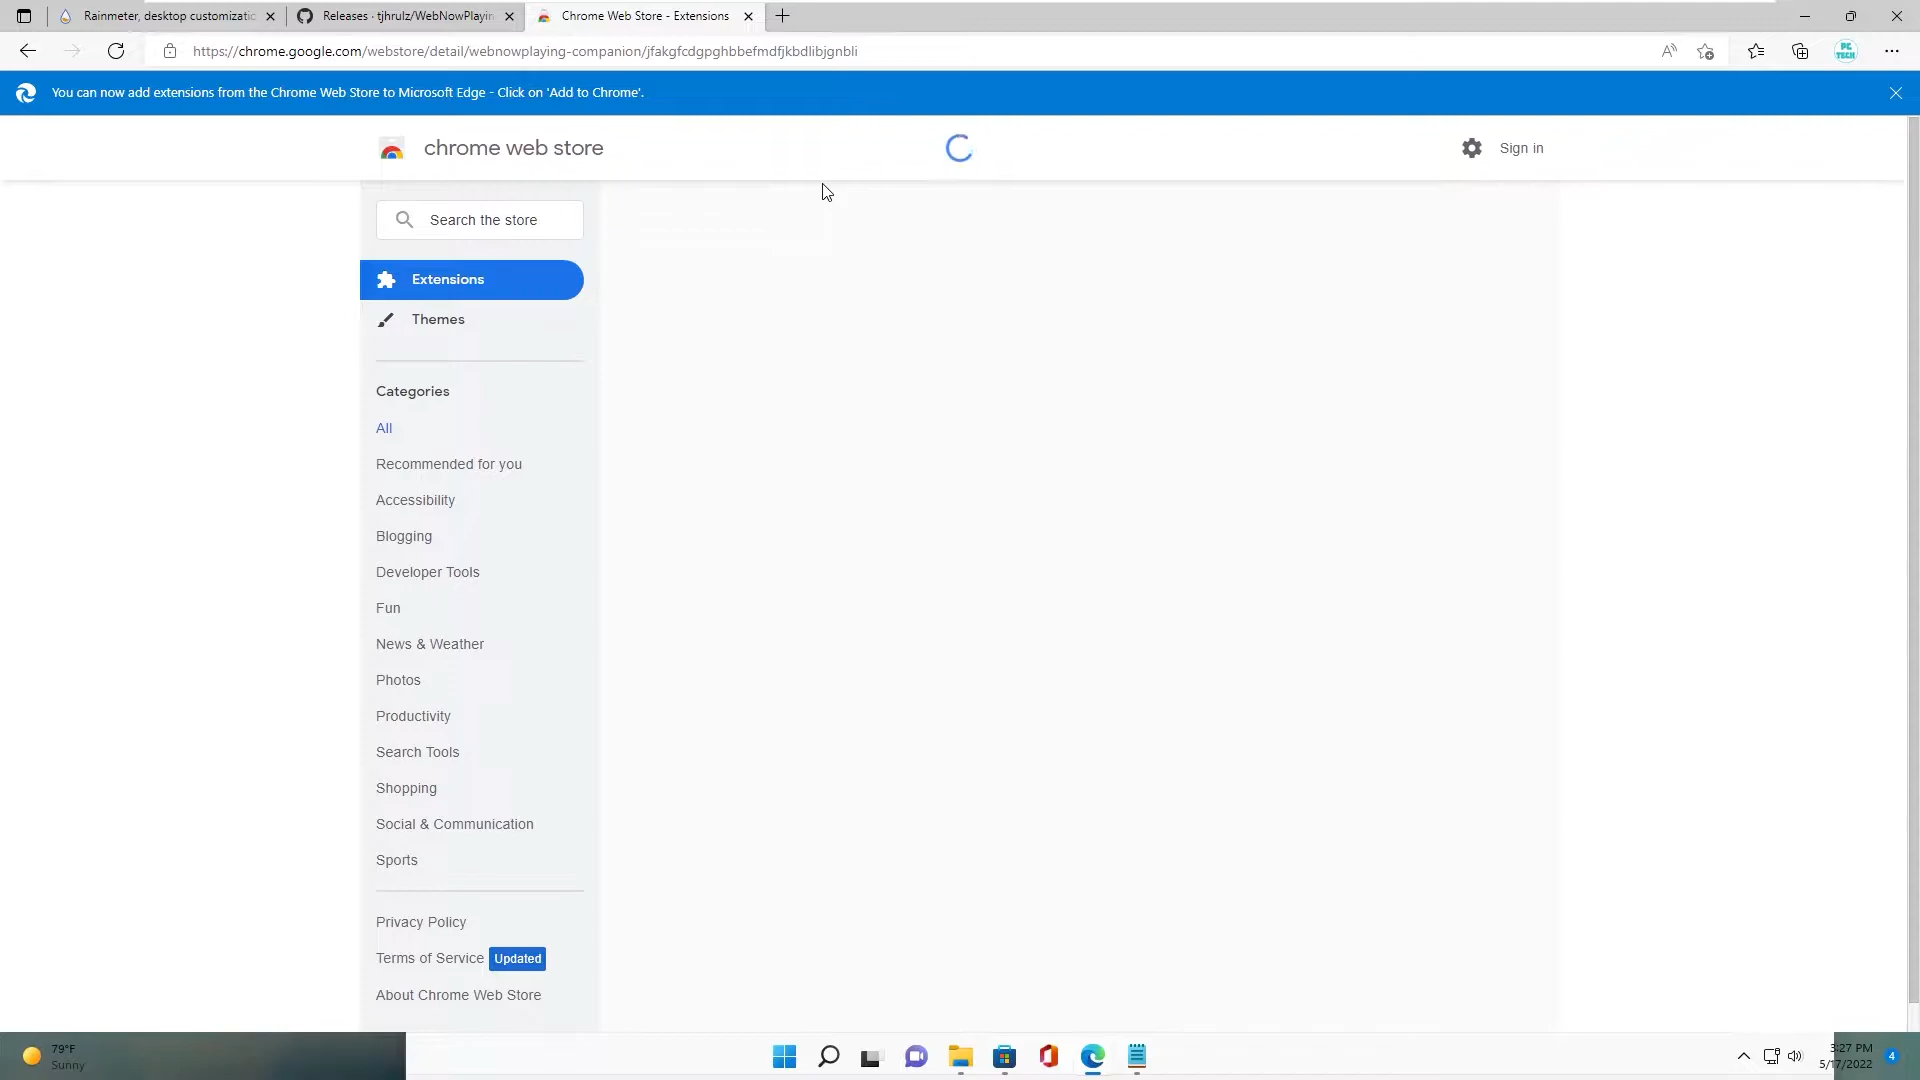 Rainmeter, desktop customizatic
Releases · tjhrulz/WebNowPlayin
Chrome Web Store - Extensions
https://chrome.google.com/webstore/detail/webnowplaying-companion/jfakgfcdgpghbbefmdfjkbdlibjgnbli
PC TECH
You can now add extensions from the Chrome Web Store to Microsoft Edge - Click on 'Add to Chrome'.
chrome web store
Sign in
Search the store
Extensions
Themes
Categories
All
Recommended for you
Accessibility
Blogging
Developer Tools
Fun
News & Weather
Photos
Productivity
Search Tools
Shopping
Social & Communication
Sports
Privacy Policy
Terms of Service Updated
About Chrome Web Store
79°F
Sunny
3:27 PM
5/17/2022
4